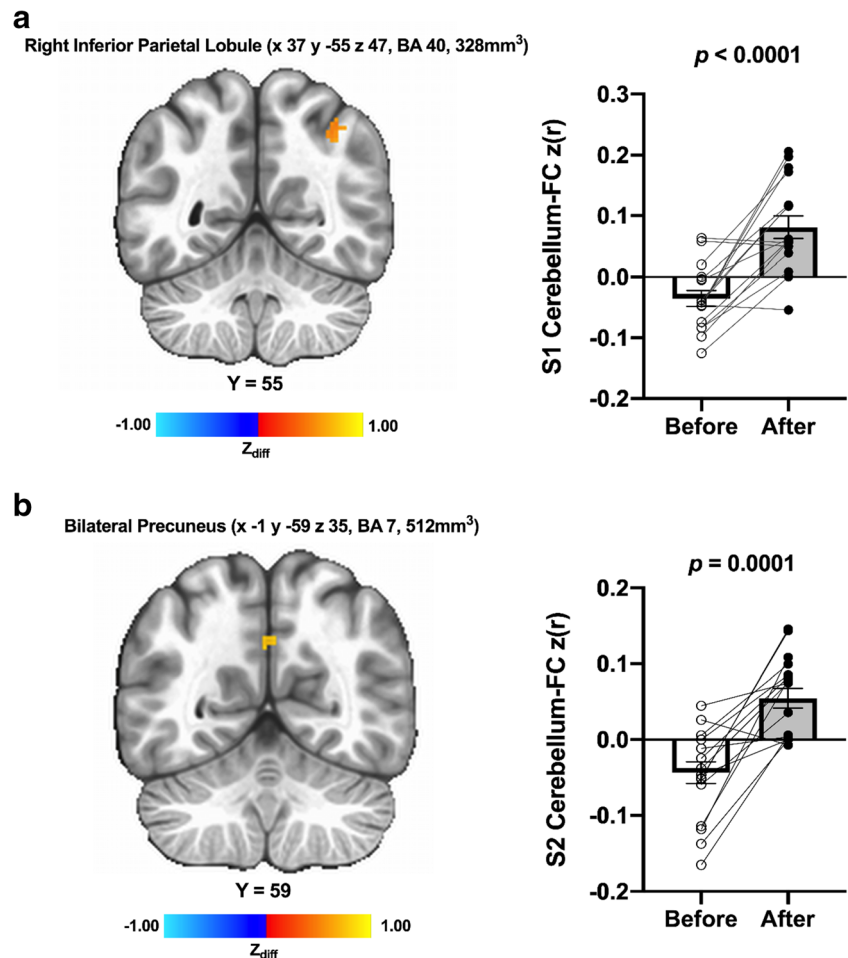 a
Right Inferior Parietal Lobule (x 37 y -55 z 47, BA 40, 328mm³)
Y = 55
-1.00
1.00
Zdiff
p < 0.0001
S1 Cerebellum-FC z(r)
0.3
0.2
0.1
0.0
-0.1
-0.2
Before After
b
Bilateral Precuneus (x -1 y -59 z 35, BA 7, 512mm³)
Y = 59
-1.00
1.00
Zdiff
p = 0.0001
S2 Cerebellum-FC z(r)
0.2
0.1
0.0
-0.1
-0.2
Before After